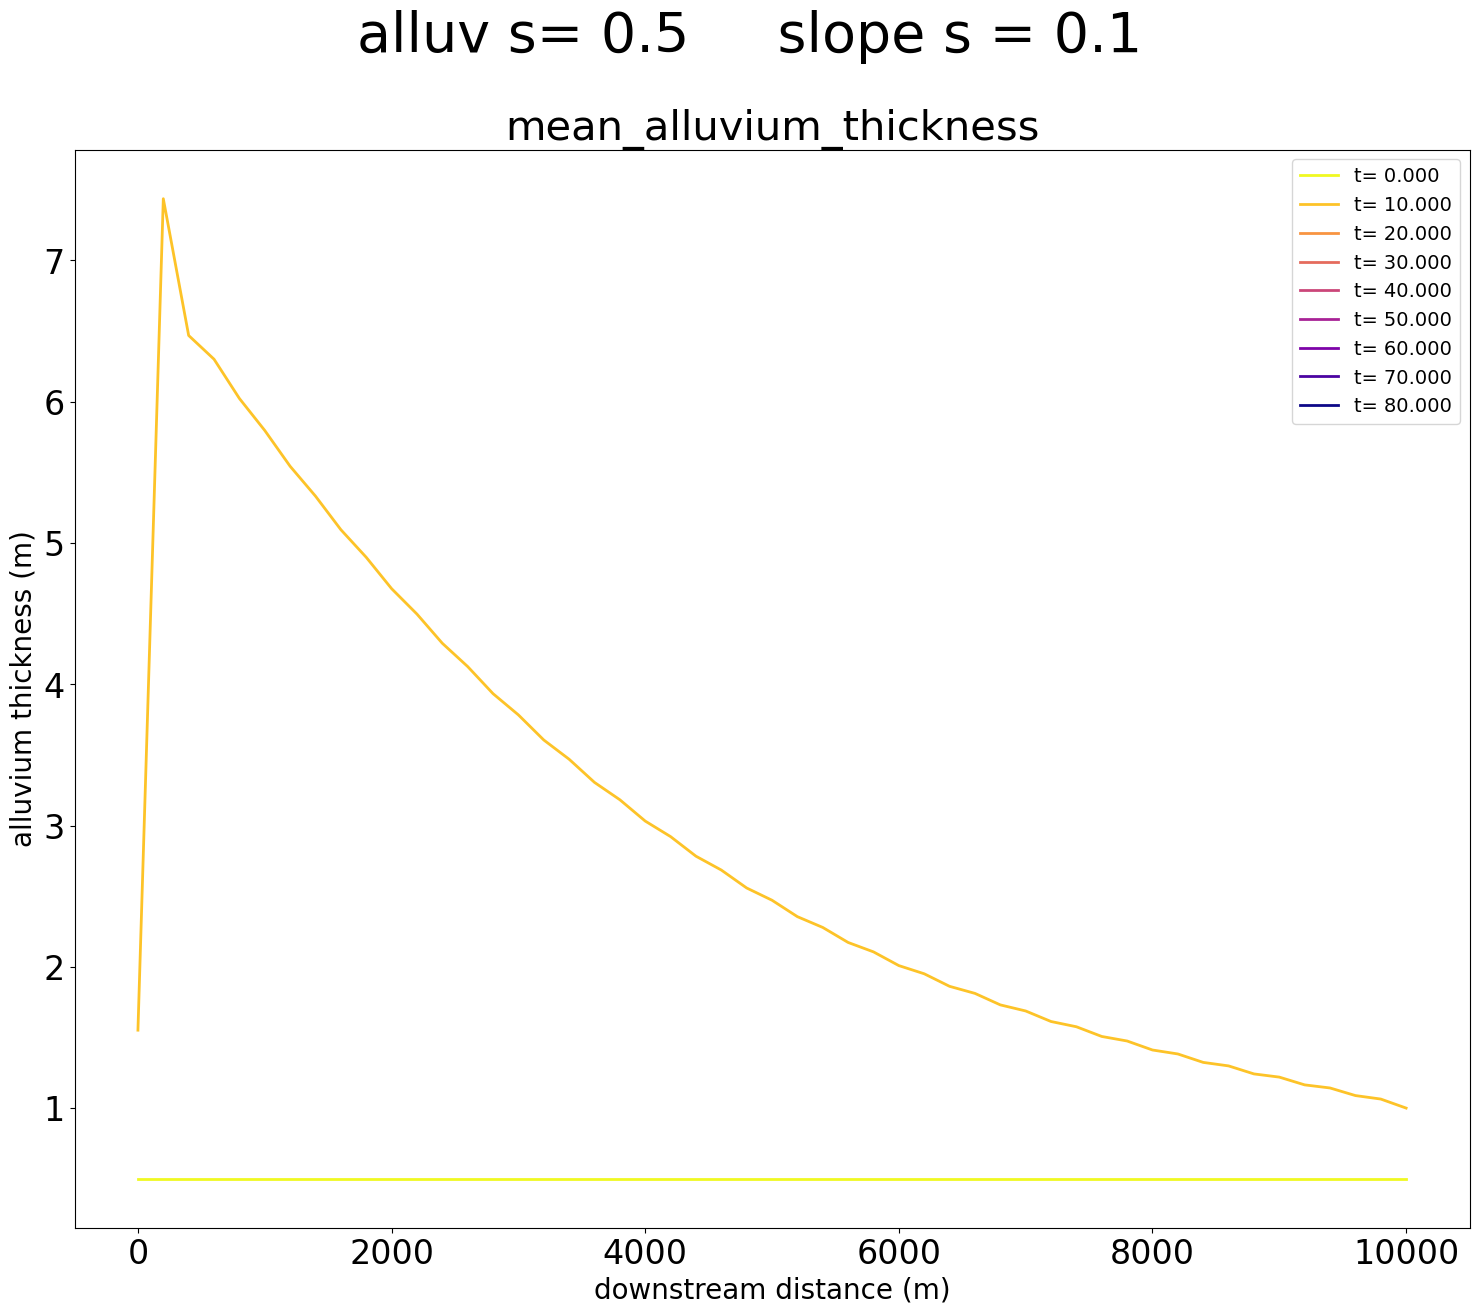 alluv s= 0.5     slope s = 0.1
mean_alluvium_thickness
t= 0.000
t= 10.000
t= 20.000
t= 30.000
t= 40.000
t= 50.000
t= 60.000
t= 70.000
t= 80.000
alluvium thickness (m)
7
6
5
4
3
2
1
0 2000 4000 6000 8000 10000
downstream distance (m)